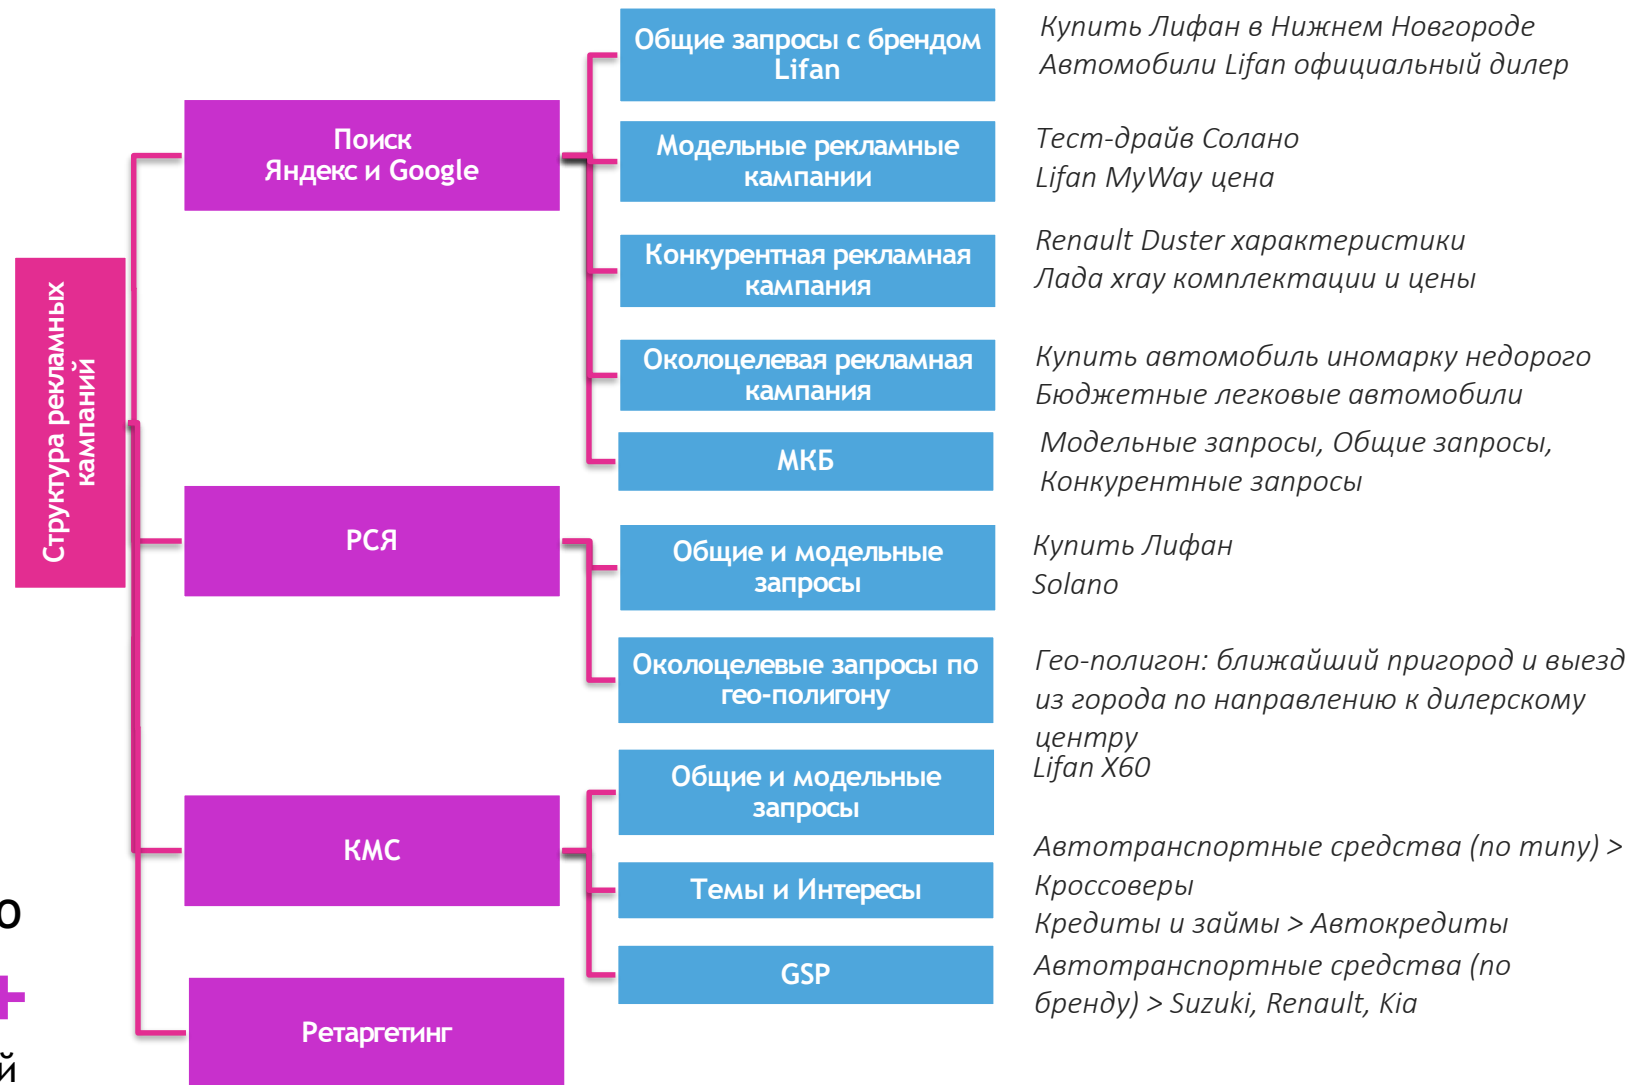 Структура рекламных
кампаний
Поиск
Яндекс и Google
Общие запросы с брендом
Lifan
Купить Лифан в Нижнем Новгороде
Автомобили Lifan официальный дилер
Модельные рекламные
кампании
Тест-драйв Солано
Lifan MyWay цена
Конкурентная рекламная
кампания
Renault Duster характеристики
Лада xray комплектации и цены
Околоцелевая рекламная
кампания
Купить автомобиль иномарку недорого
Бюджетные легковые автомобили
МКБ
Модельные запросы, Общие запросы,
Конкурентные запросы
РСЯ
Общие и модельные
запросы
Купить Лифан
Solano
Околоцелевые запросы по
гео-полигону
Гео-полигон: ближайший пригород и выезд
из города по направлению к дилерскому
центру
КМС
Общие и модельные
запросы
Lifan X60
Темы и Интересы
Автотранспортные средства (по типу) >
Кроссоверы
Кредиты и займы > Автокредиты
GSP
Автотранспортные средства (по
бренду) > Suzuki, Renault, Kia
Ретаргетинг
о
+
й